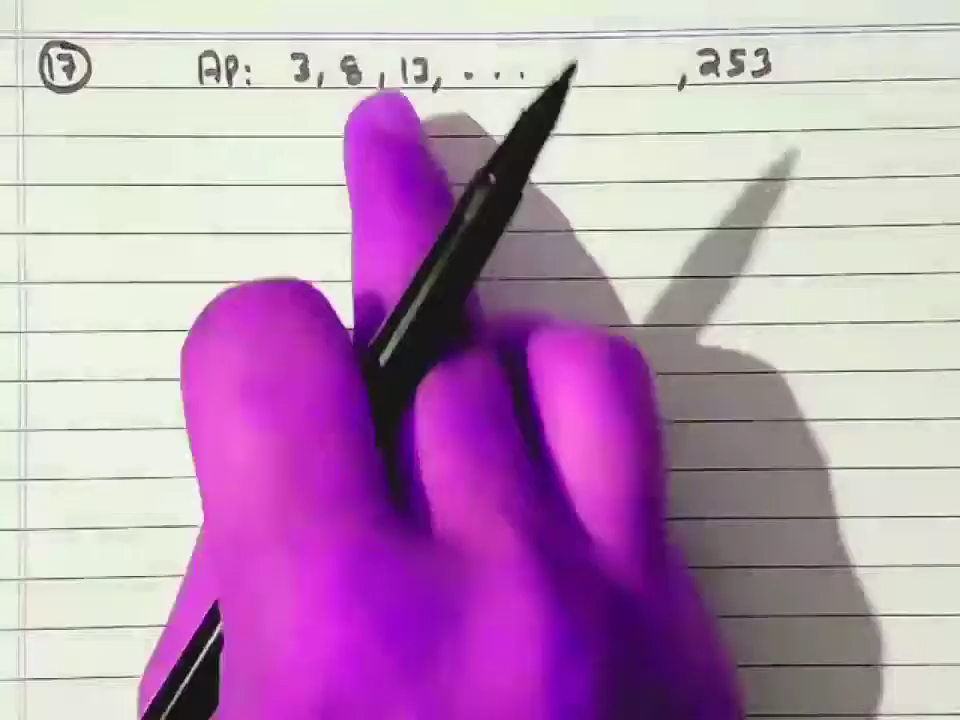 17 AP: 3, 8, 13, ... , 253